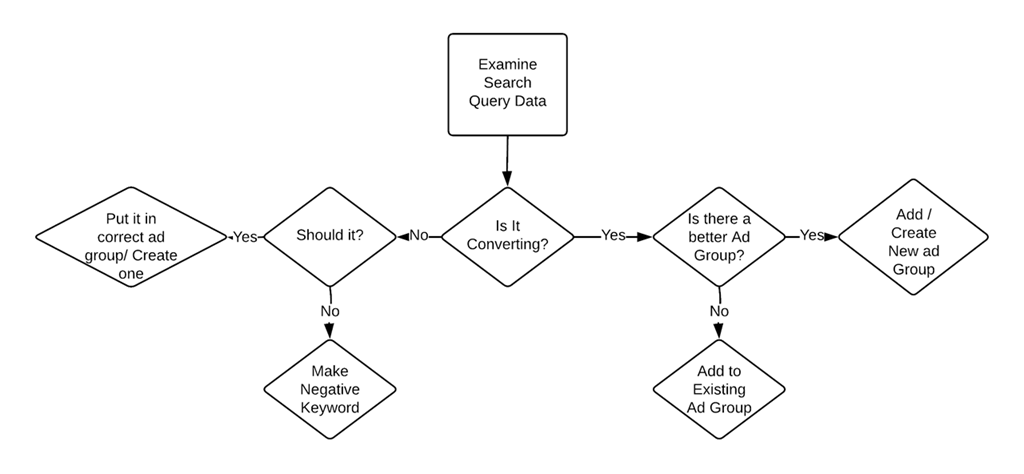 Examine
Search
Query Data
Put it in
correct ad
group/ Create
one
Yes
Should it?
No
Is It
Converting?
Yes
Is there a
better Ad
Group?
Yes
Add /
Create
New ad
Group
No
No
Make
Negative
Keyword
Add to
Existing
Ad Group